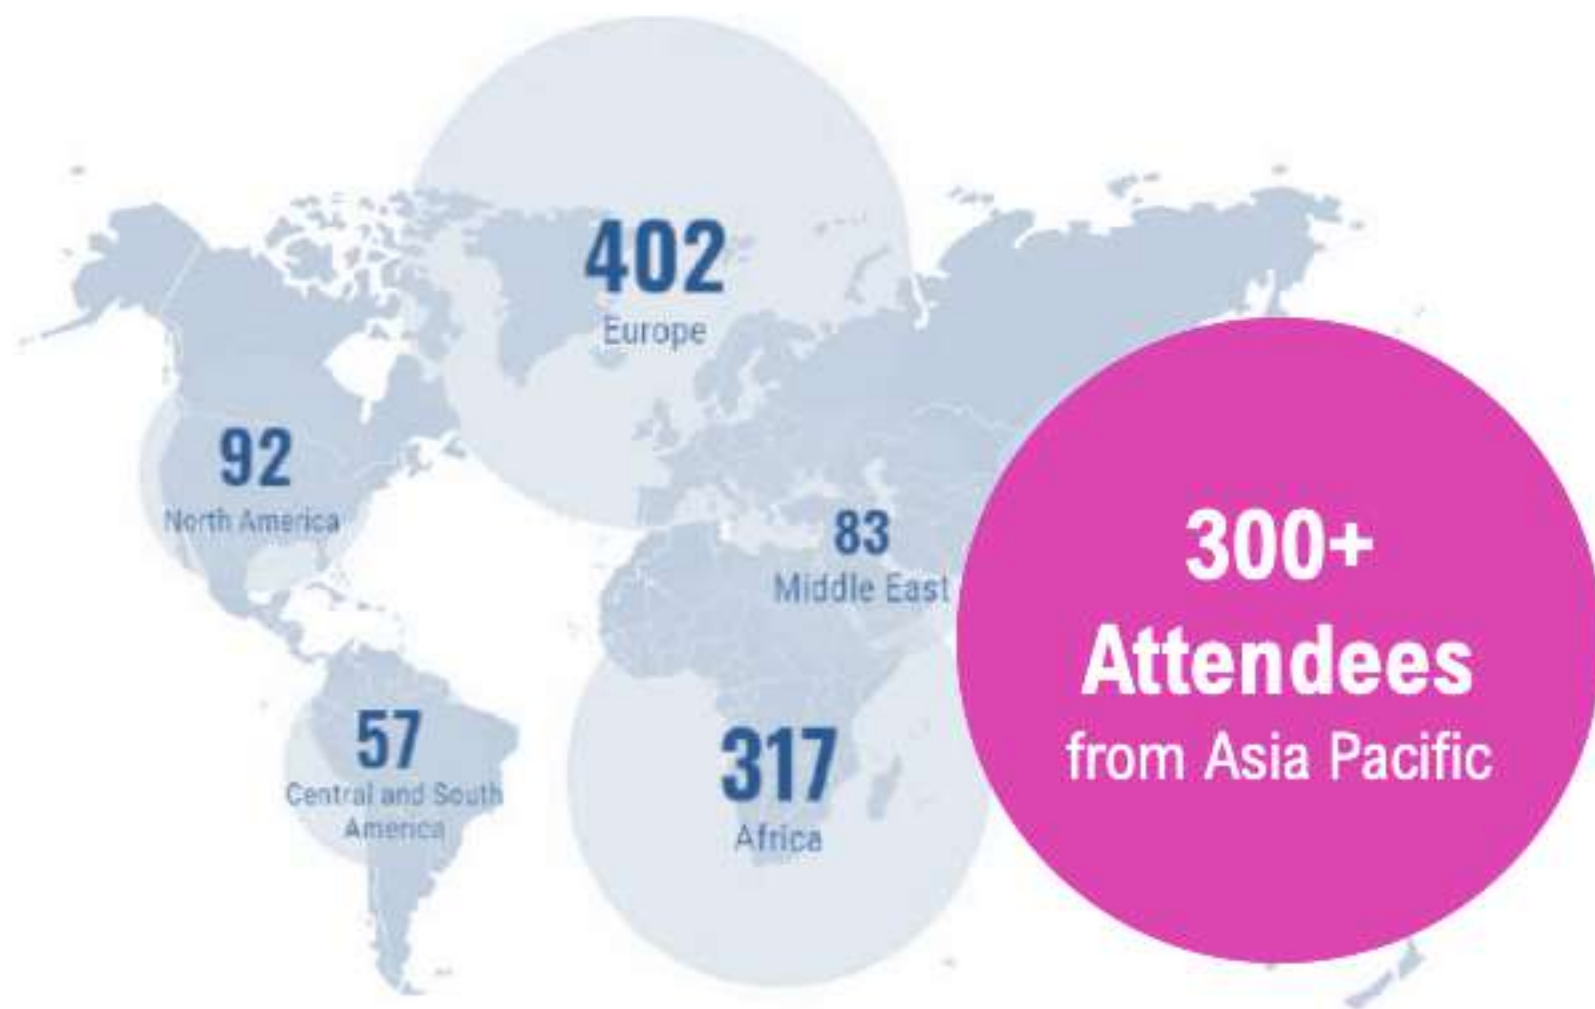 402
Europe
92
North America
83
Middle East
300+
Attendees
from Asia Pacific
57
Central and South
America
317
Africa